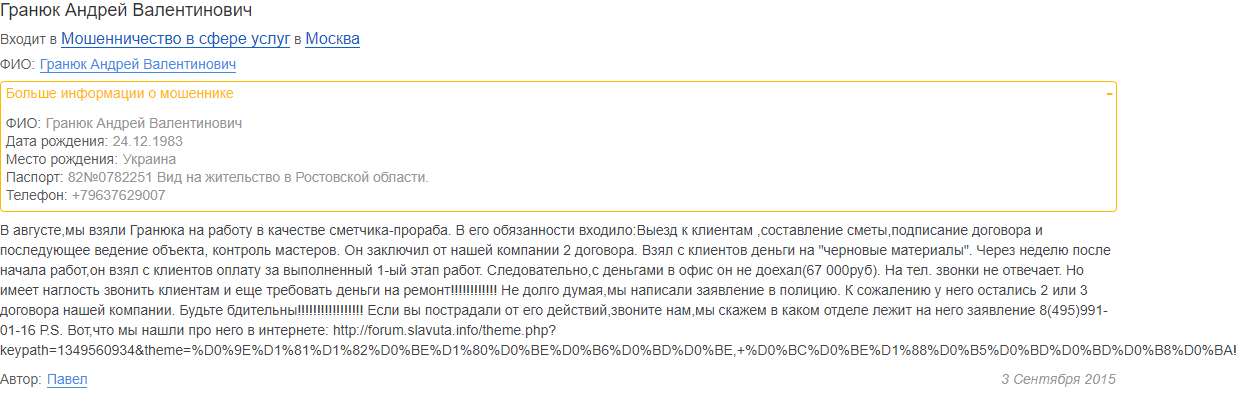 Гранюк Андрей Валентинович
Входит в Мошенничество в сфере услуг в Москва
ФИО: Гранюк Андрей Валентинович
Больше информации о мошеннике -
ФИО: Гранюк Андрей Валентинович
Дата рождения: 24.12.1983
Место рождения: Украина
Паспорт: 82№0782251 Вид на жительство в Ростовской области.
Телефон: +79637629007
В августе,мы взяли Гранюка на работу в качестве сметчика-прораба. В его обязанности входило:Выезд к клиентам ,составление сметы,подписание договора и
последующее ведение объекта, контроль мастеров. Он заключил от нашей компании 2 договора. Взял с клиентов деньги на "черновые материалы". Через неделю после
начала работ,он взял с клиентов оплату за выполненный 1-ый этап работ. Следовательно,с деньгами в офис он не доехал(67 000руб). На тел. звонки не отвечает. Но
имеет наглость звонить клиентам и еще требовать деньги на ремонт!!!!!!!!!!!! Не долго думая,мы написали заявление в полицию. К сожалению у него остались 2 или 3
договора нашей компании. Будьте бдительны!!!!!!!!!!!!!!!!! Если вы пострадали от его действий,звоните нам,мы скажем в каком отделе лежит на него заявление 8(495)991-
01-16 P.S. Вот,что мы нашли про него в интернете: http://forum.slavuta.info/theme.php?
keypath=1349560934&theme=%D0%9E%D1%81%D1%82%D0%BE%D1%80%D0%BE%D0%B6%D0%BD%D0%BE,+%D0%BC%D0%BE%D1%88%D0%B5%D0%BD%D0%BD%D0%B8%D0%BA!
Автор: Павел
3 Сентября 2015